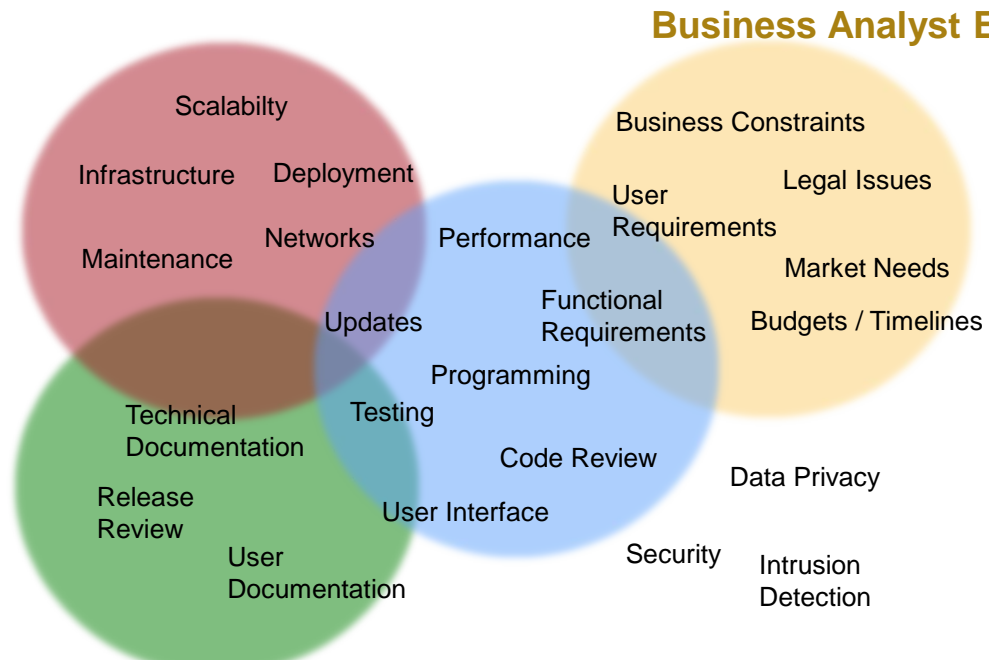 Business Analyst E
Scalabilty
Business Constraints
Infrastructure
Deployment
Legal Issues
User
Requirements
Networks
Performance
Maintenance
Market Needs
Functional
Requirements
Updates
Budgets / Timelines
Programming
Technical
Documentation
Testing
Code Review
Data Privacy
Release
Review
User Interface
User
Documentation
Security
Intrusion
Detection